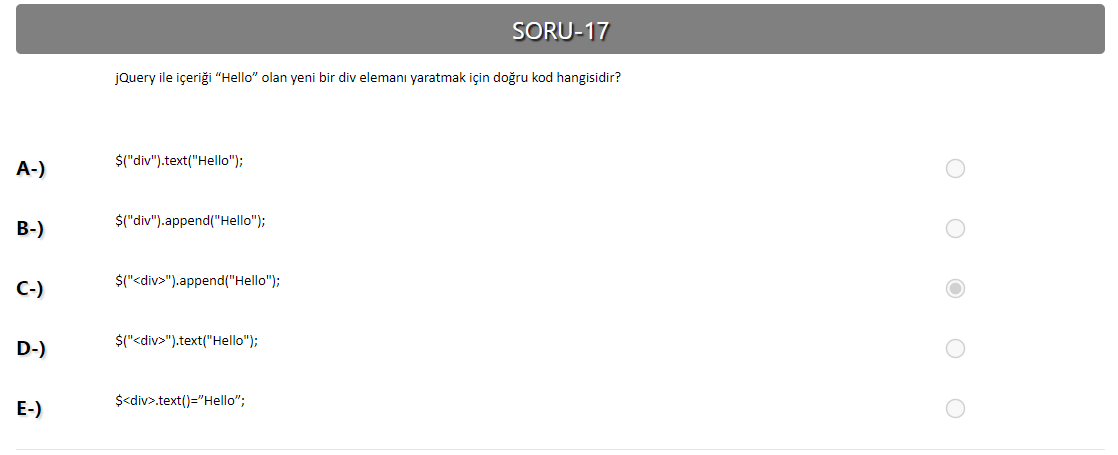 SORU-17
jQuery ile içeriği “Hello” olan yeni bir div elemanı yaratmak için doğru kod hangisidir?
A-) $("div").text("Hello");
B-) $("div").append("Hello");
C-) $("<div>").append("Hello");
D-) $("<div>").text("Hello");
E-) $<div>.text()=”Hello”;